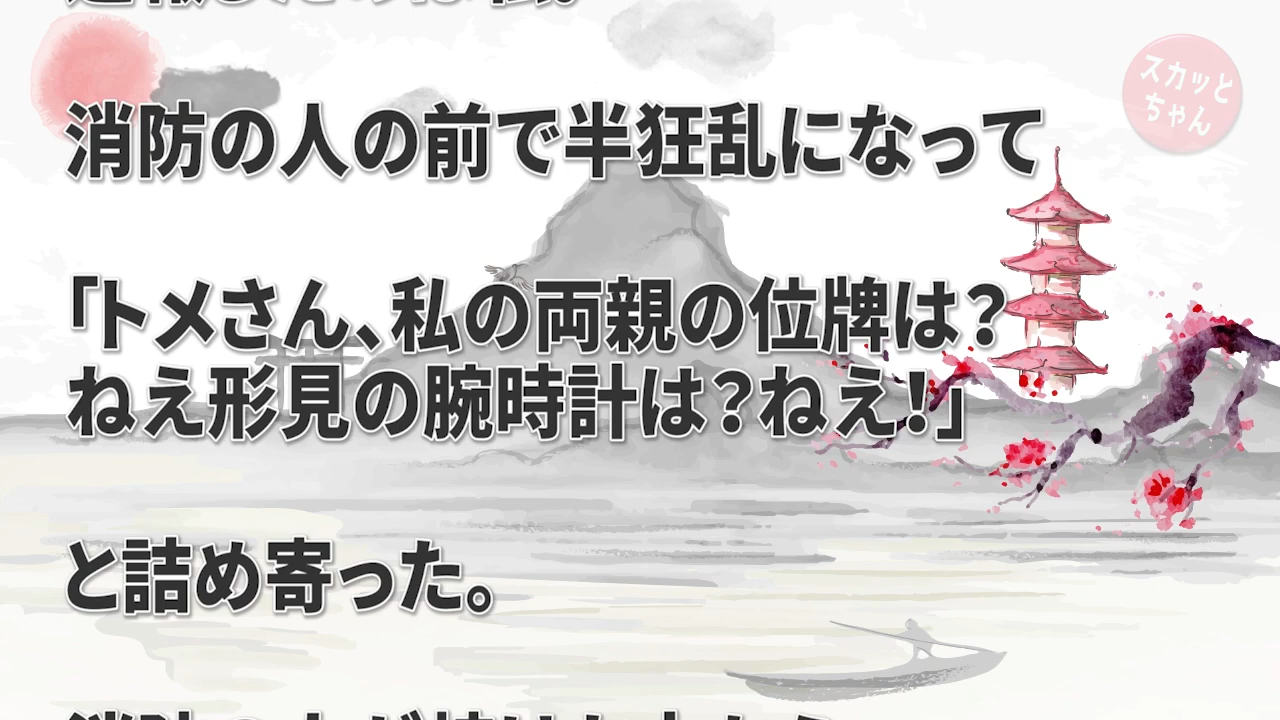 消防の人の前で半狂乱になって
「トメさん、私の両親の位牌は？
ねえ形見の腕時計は？ねえ！」
と詰め寄った。
スカッと
ちゃん